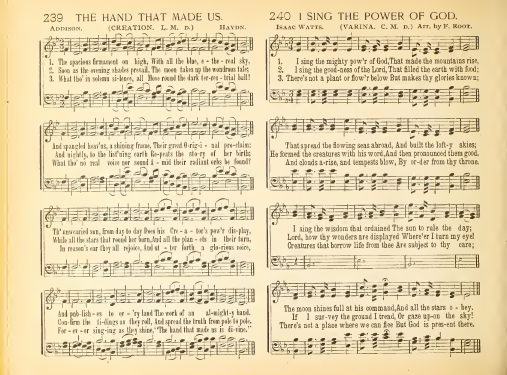 239 THE HAND THAT MADE US.
ADDISON. (CREATION. L. M. D.) HAYDN.
1. The spacious firmament on high, With all the blue, e - the - real sky,
2. Soon as the evening shades prevail, The moon takes up the wondrous tale;
3. What tho' in solemn si-lence, all Move round the dark ter-res - trial ball!
And spangled heav'ns, a shining frame, Their great O-rig-i - nal pro-claim:
And nightly, to the list'ning earth Re-peats the sto-ry of her birth;
What tho' no real voice nor sound A - mid their radiant orbs be found?
Th' unwearied sun, from day to day Does his Cre - a - tor's pow'r dis-play,
While all the stars that round her burn, And all the plan - ets in their turn,
In reason's ear they all rejoice, And ut - ter forth a glo-rious voice,
And pub-lish - es to ev - 'ry land The work of an al-might-y hand.
Con-firm the ti-dings as they roll, And spread the truth from pole to pole.
For - ev - er sing-ing as they shine, "The hand that made us is di-vine."
240 I SING THE POWER OF GOD.
ISAAC WATTS. (VARINA. C. M. D.) Arr. by F. ROOT.
1. I sing the mighty pow'r of God, That made the mountains rise,
2. I sing the good-ness of the Lord, That filled the earth with food;
3. There's not a plant or flow'r below But makes thy glories known;
That spread the flowing seas abroad, And built the loft-y skies;
He formed the creatures with his word, And then pronounced them good.
And clouds a-rise, and tempests blow, By or-der from thy throne.
I sing the wisdom that ordained The sun to rule the day;
Lord, how thy wonders are displayed Where'er I turn my eye!
Creatures that borrow life from thee Are subject to thy care;
The moon shines full at his command, And all the stars o - bey.
If I sur-vey the ground I tread, Or gaze up-on the sky!
There's not a place where we can flee But God is pres-ent there.